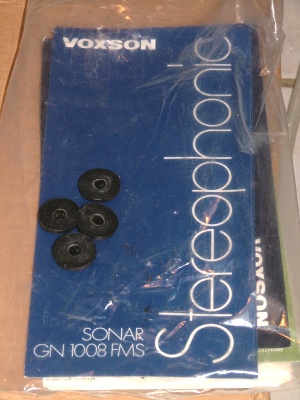 VOXSON
Stereophonic
SONAR
GN 1008 FMS
VOXSON